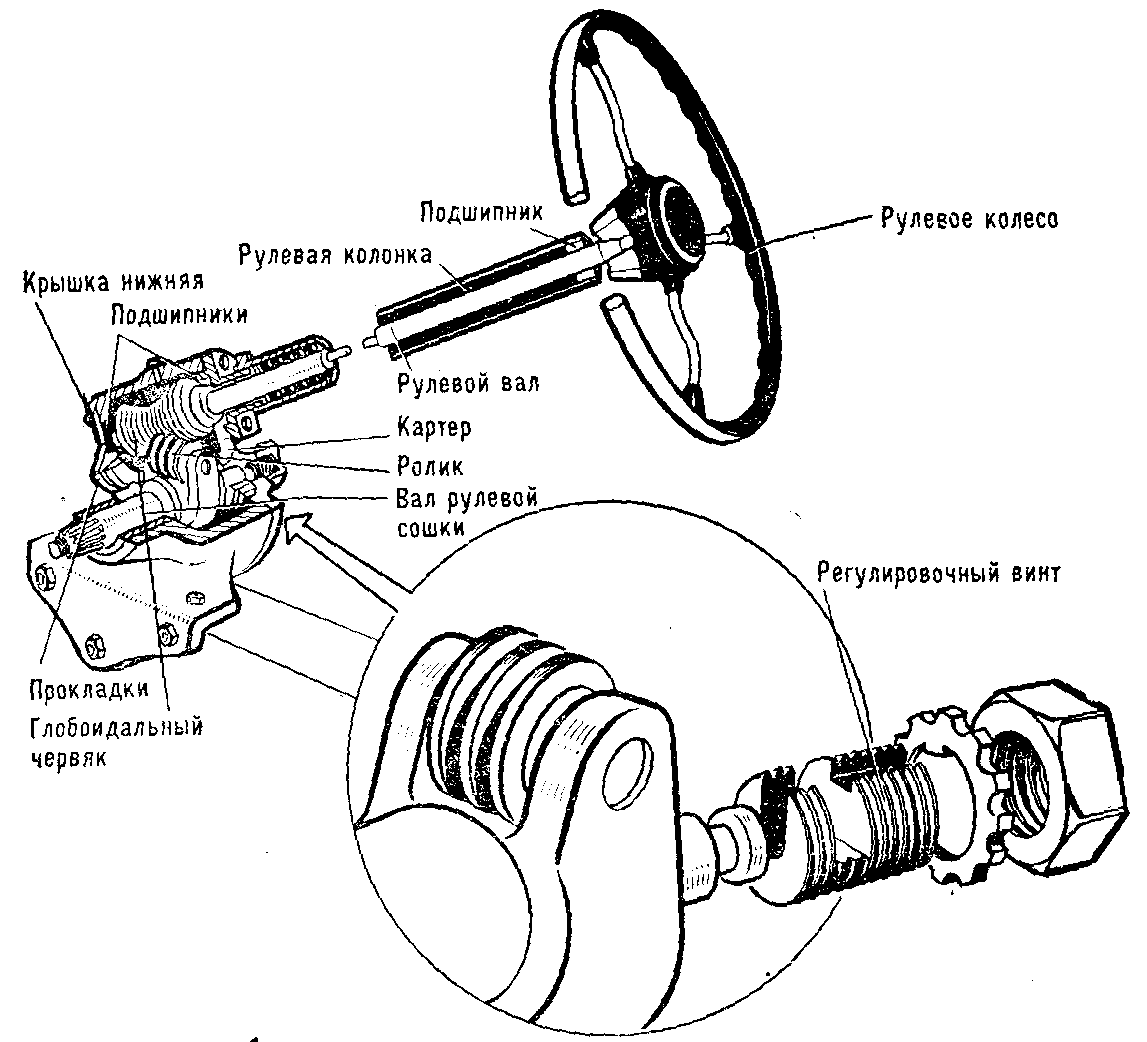 Подшипник
Рулевое колесо
Рулевая колонка
Крышка нижняя
Подшипники
Рулевой вал
Картер
Ролик
Вал рулевой
сошки
Регулировочный винт
Прокладки
Глобоидальный
червяк